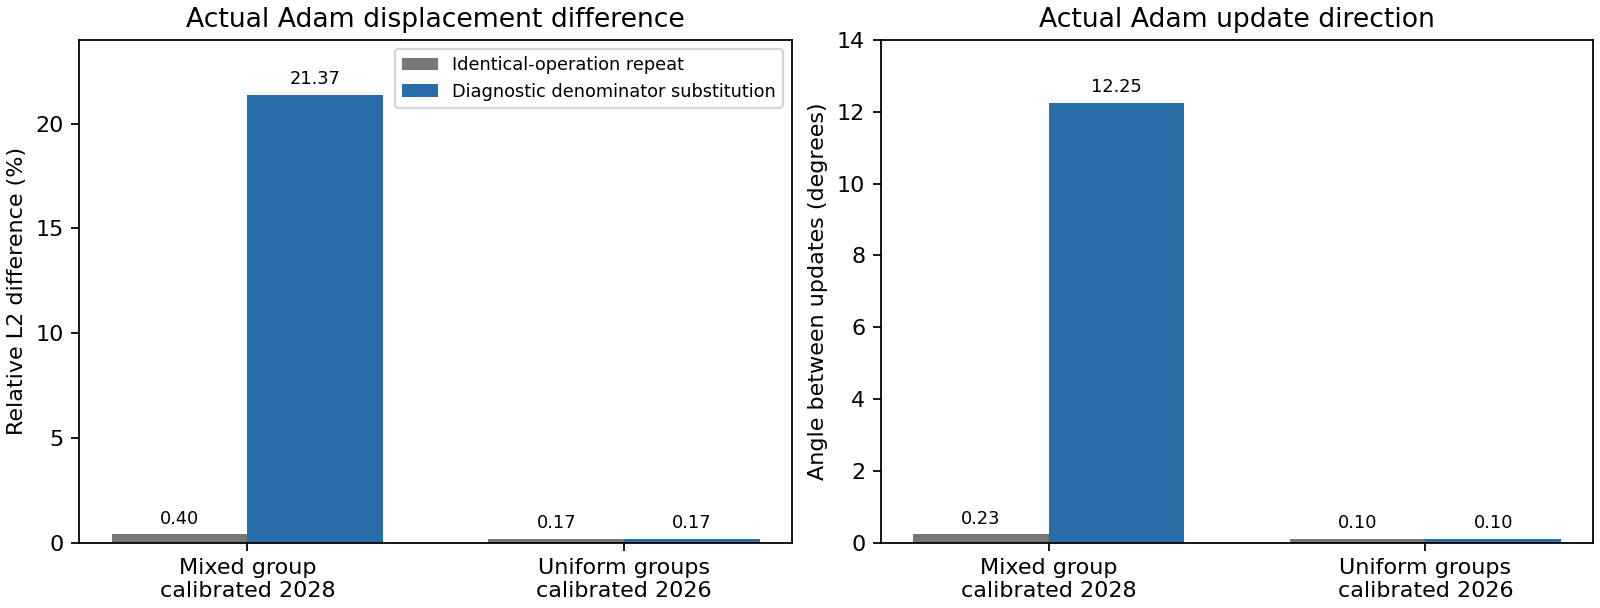 Actual Adam displacement difference
Relative L2 difference (%)
20
15
10
5
0
Identical-operation repeat
Diagnostic denominator substitution
0.40
21.37
0.17
0.17
Mixed group
calibrated 2028
Uniform groups
calibrated 2026
Actual Adam update direction
Angle between updates (degrees)
14
12
10
8
6
4
2
0
0.23
12.25
0.10
0.10
Mixed group
calibrated 2028
Uniform groups
calibrated 2026